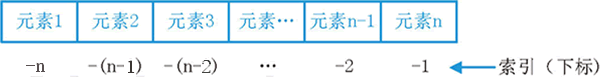 元素1 元素2 元素3 元素… 元素n-1 元素n
-n -(n-1) -(n-2) … -2 -1 索引（下标）